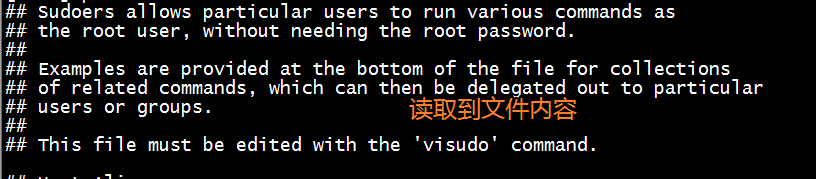 ## Sudoers allows particular users to run various commands as
## the root user, without needing the root password.
##
## Examples are provided at the bottom of the file for collections
## of related commands, which can then be delegated out to particular
## users or groups.
读取到文件内容
##
## This file must be edited with the 'visudo' command.